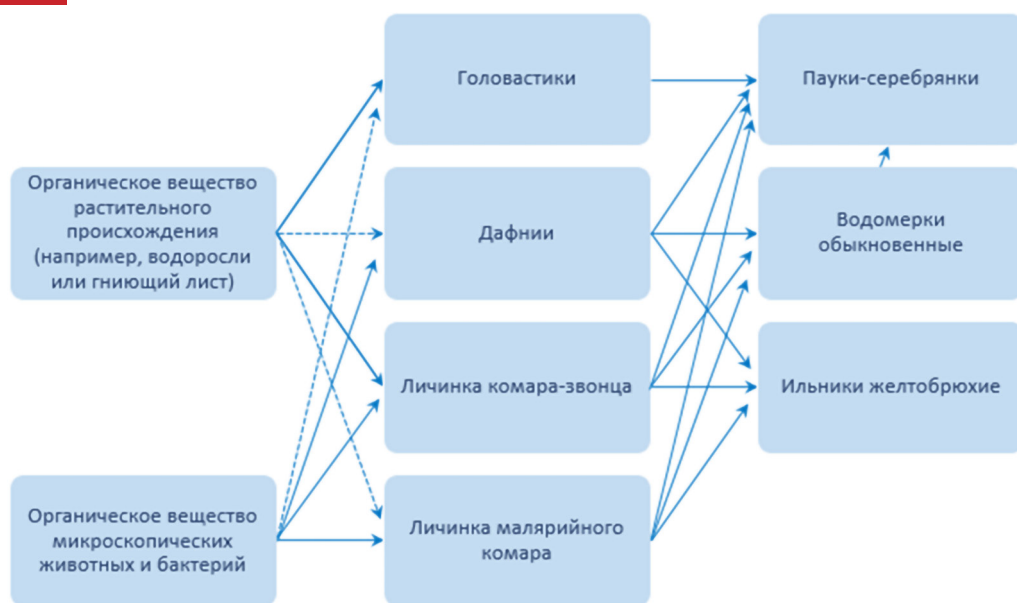 Головастики
Пауки-серебрянки
Органическое вещество
растительного
происхождения
(например, водоросли
или гниющий лист)
Дафнии
Водомерки
обыкновенные
Личинка комара-звонца
Ильники желтобрюхие
Органическое вещество
микроскопических
животных и бактерий
Личинка малярийного
комара